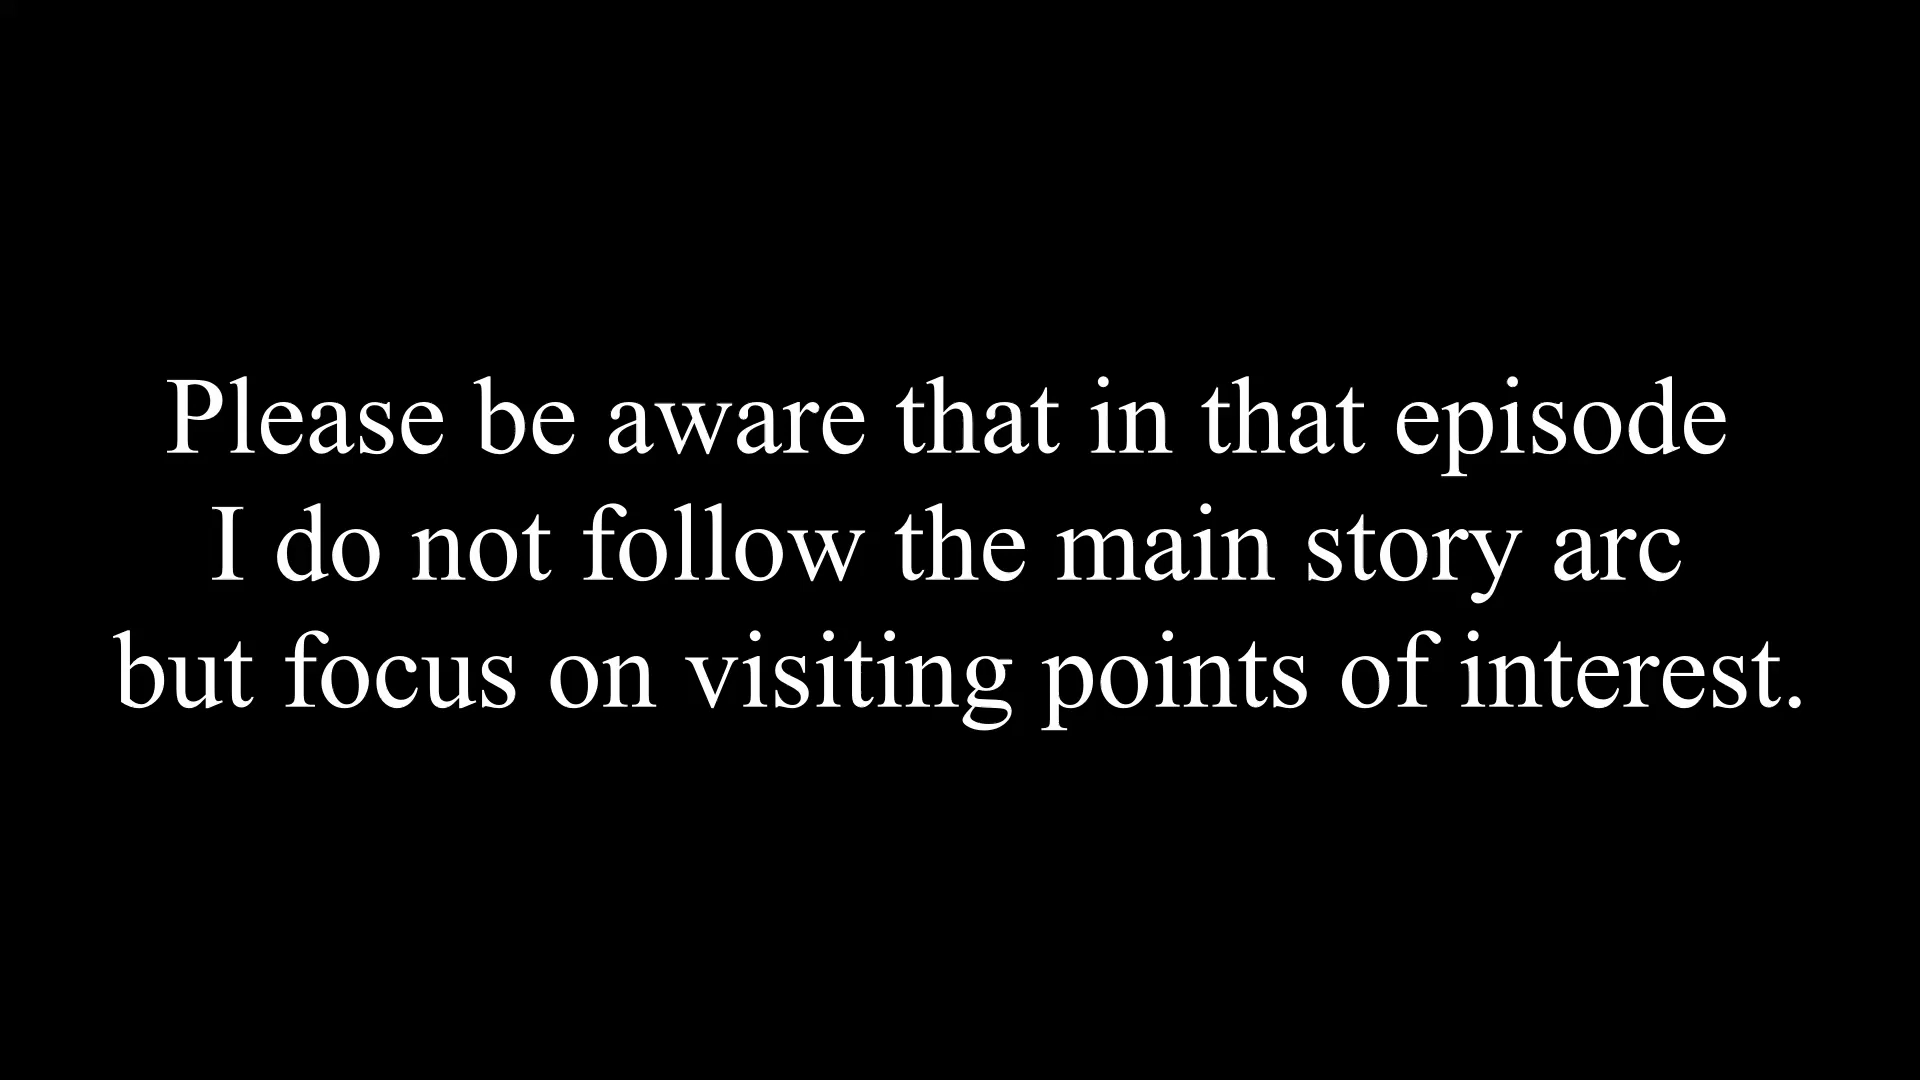 Please be aware that in that episode
I do not follow the main story arc
but focus on visiting points of interest.